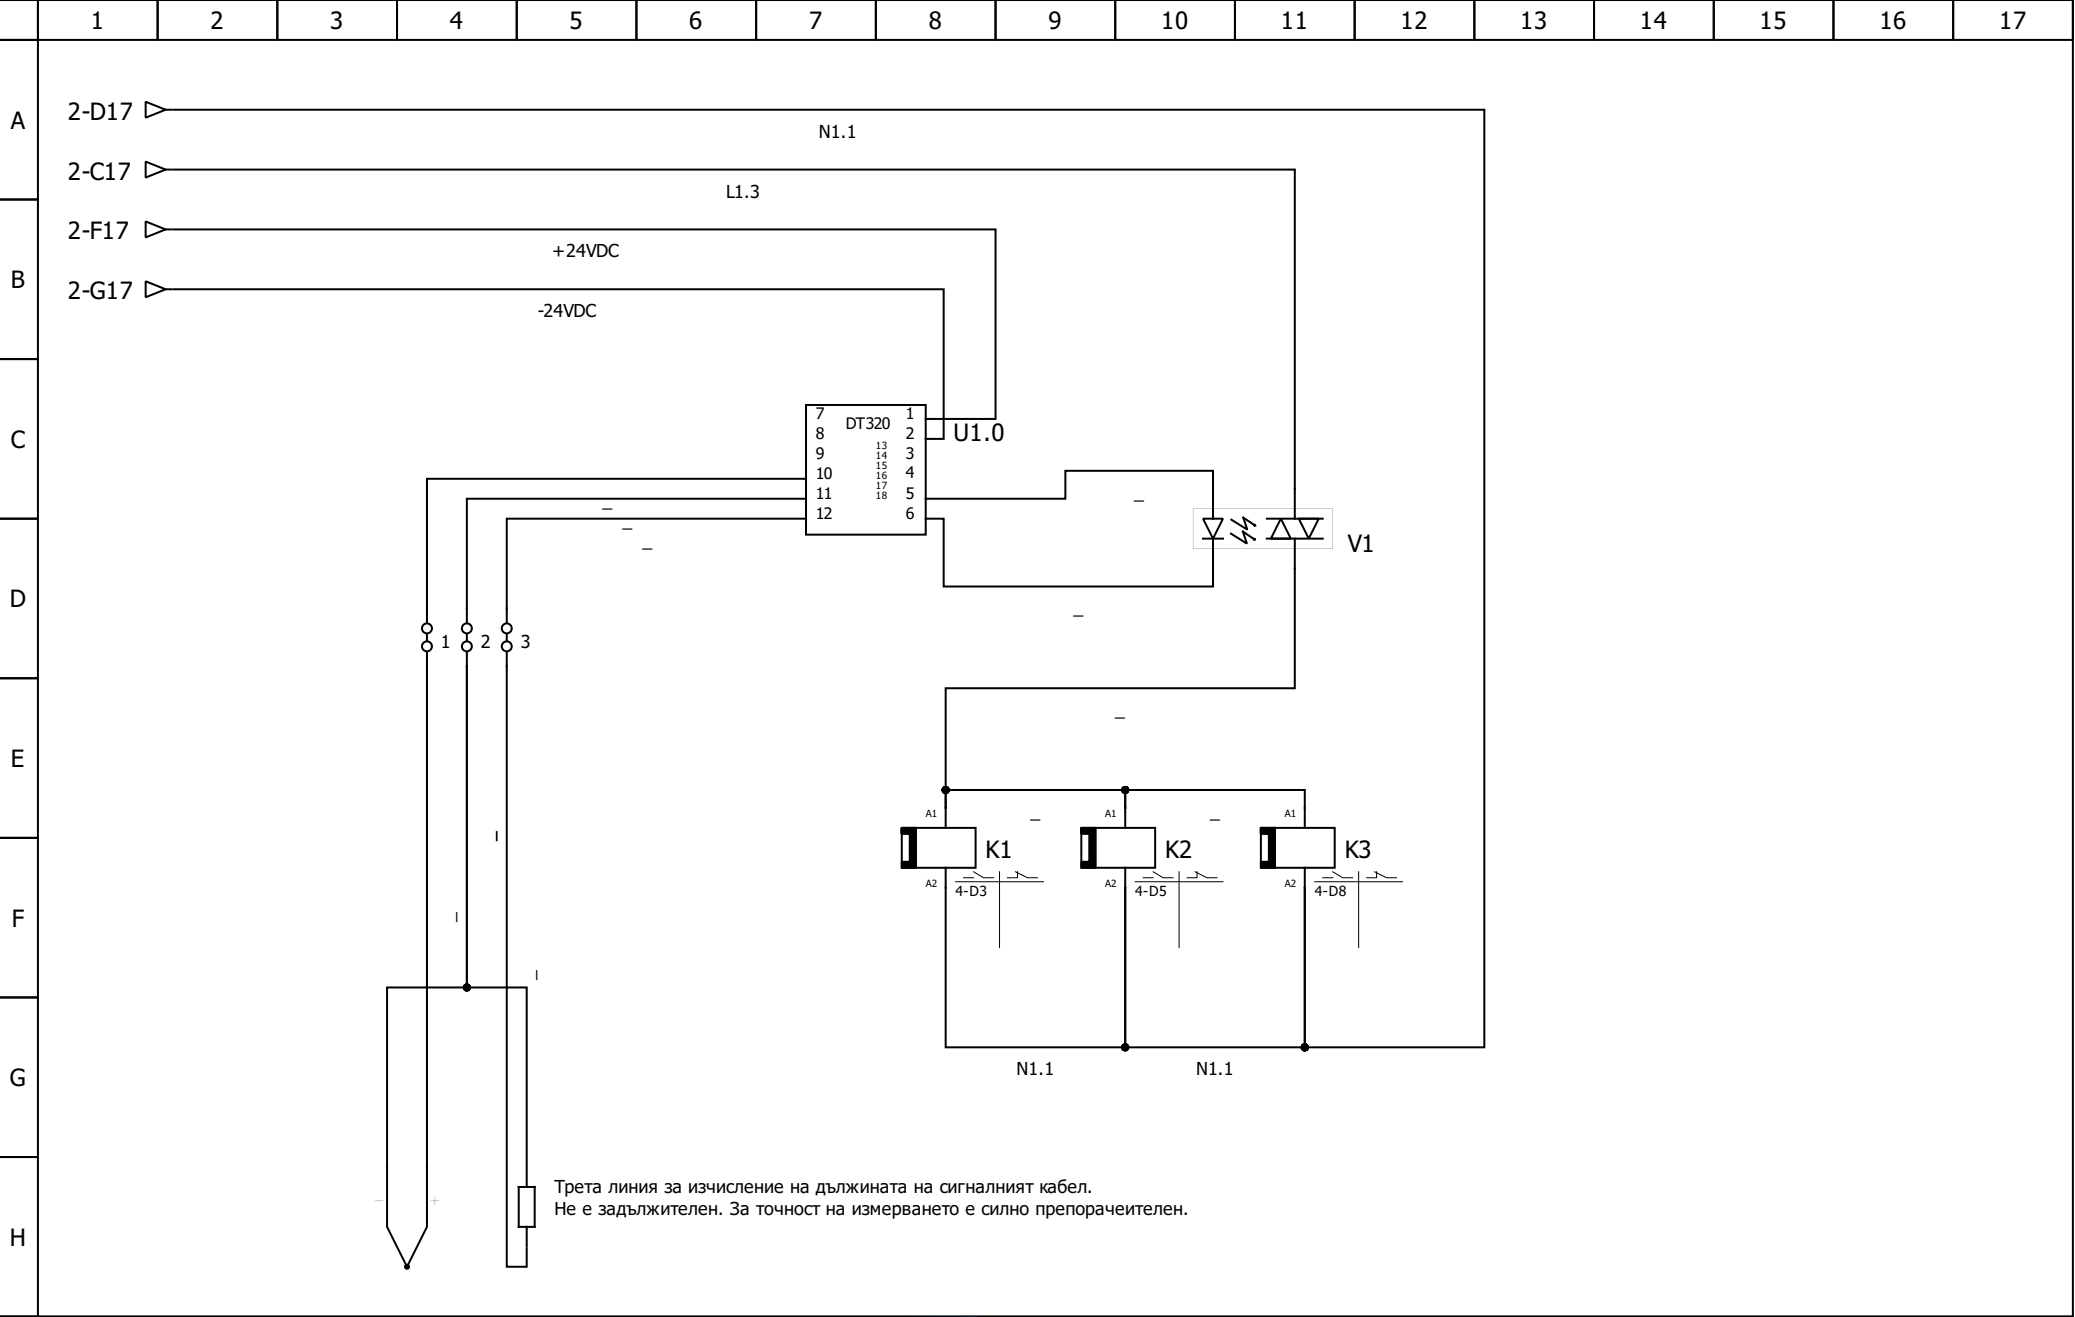 1 2 3 4 5 6 7 8 9 10 11 12 13 14 15 16 17
A
2-D17
N1.1
2-C17
L1.3
B
2-F17
+24VDC
2-G17
-24VDC
C
7 DT320 1
8 2 U1.0
13
9 14 3
15
10 16 4
17
11 18 5
12 6
V1
D
1 2 3
E
A1 A1 A1
K1 K2 K3
A2 4-D3 A2 4-D5 A2 4-D8
F
G
N1.1 N1.1
Трета линия за изчисление на дължината на сигналният кабел.
- +
Не е задължителен. За точност на измерването е силно препорачеителен.
H